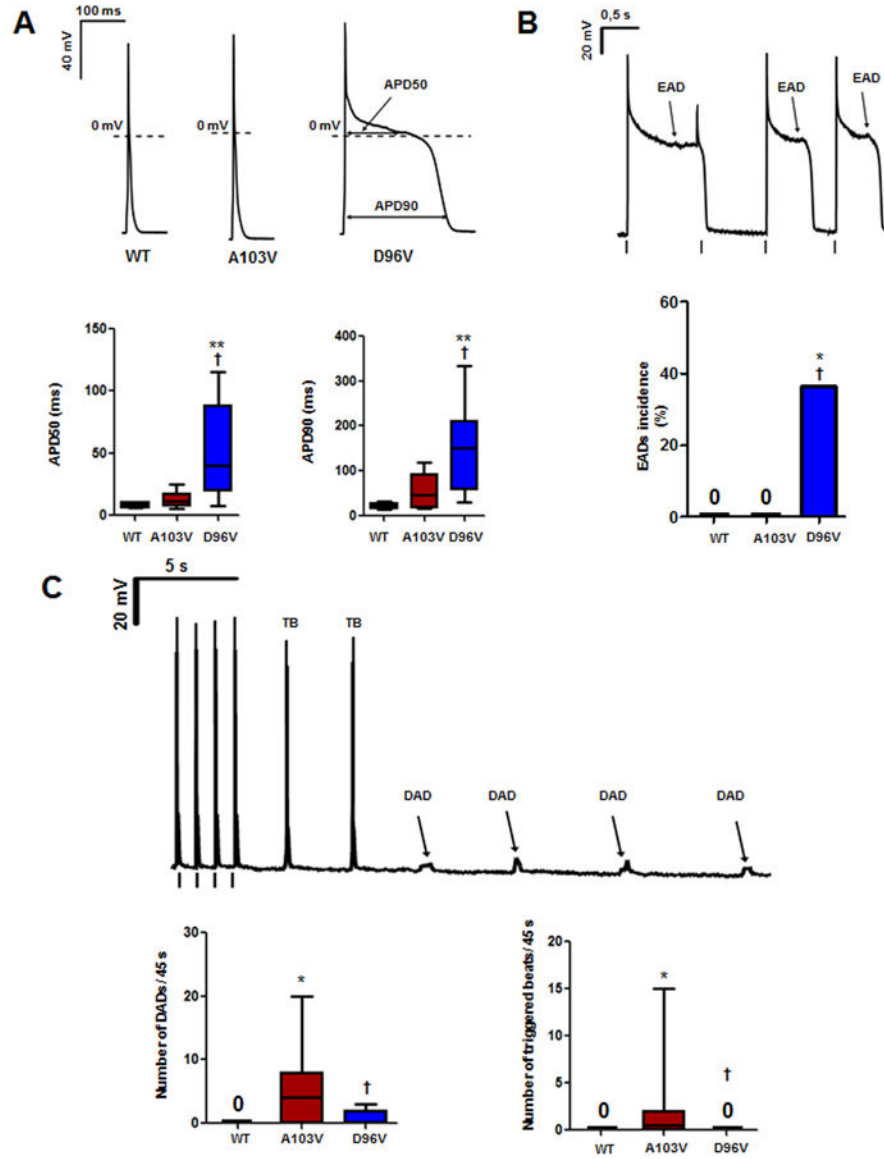 A
100 ms
40 mV
0 mV
0 mV
0 mV
APD50
APD90
WT
A103V
D96V
B
0,5 s
20 mV
EAD
EAD
EAD
APD50 (ms)
150
100
50
0
**
†
WT
A103V
D96V
APD90 (ms)
400
300
200
100
0
**
†
WT
A103V
D96V
EADs incidence
(%)
60
40
20
0
0
0
*
†
WT
A103V
D96V
C
5 s
20 mV
TB
TB
DAD
DAD
DAD
DAD
Number of DADs/ 45 s
30
20
10
0
0
*
†
WT
A103V
D96V
Number of triggered beats/ 45 s
20
15
10
5
0
0
*
†
0
WT
A103V
D96V